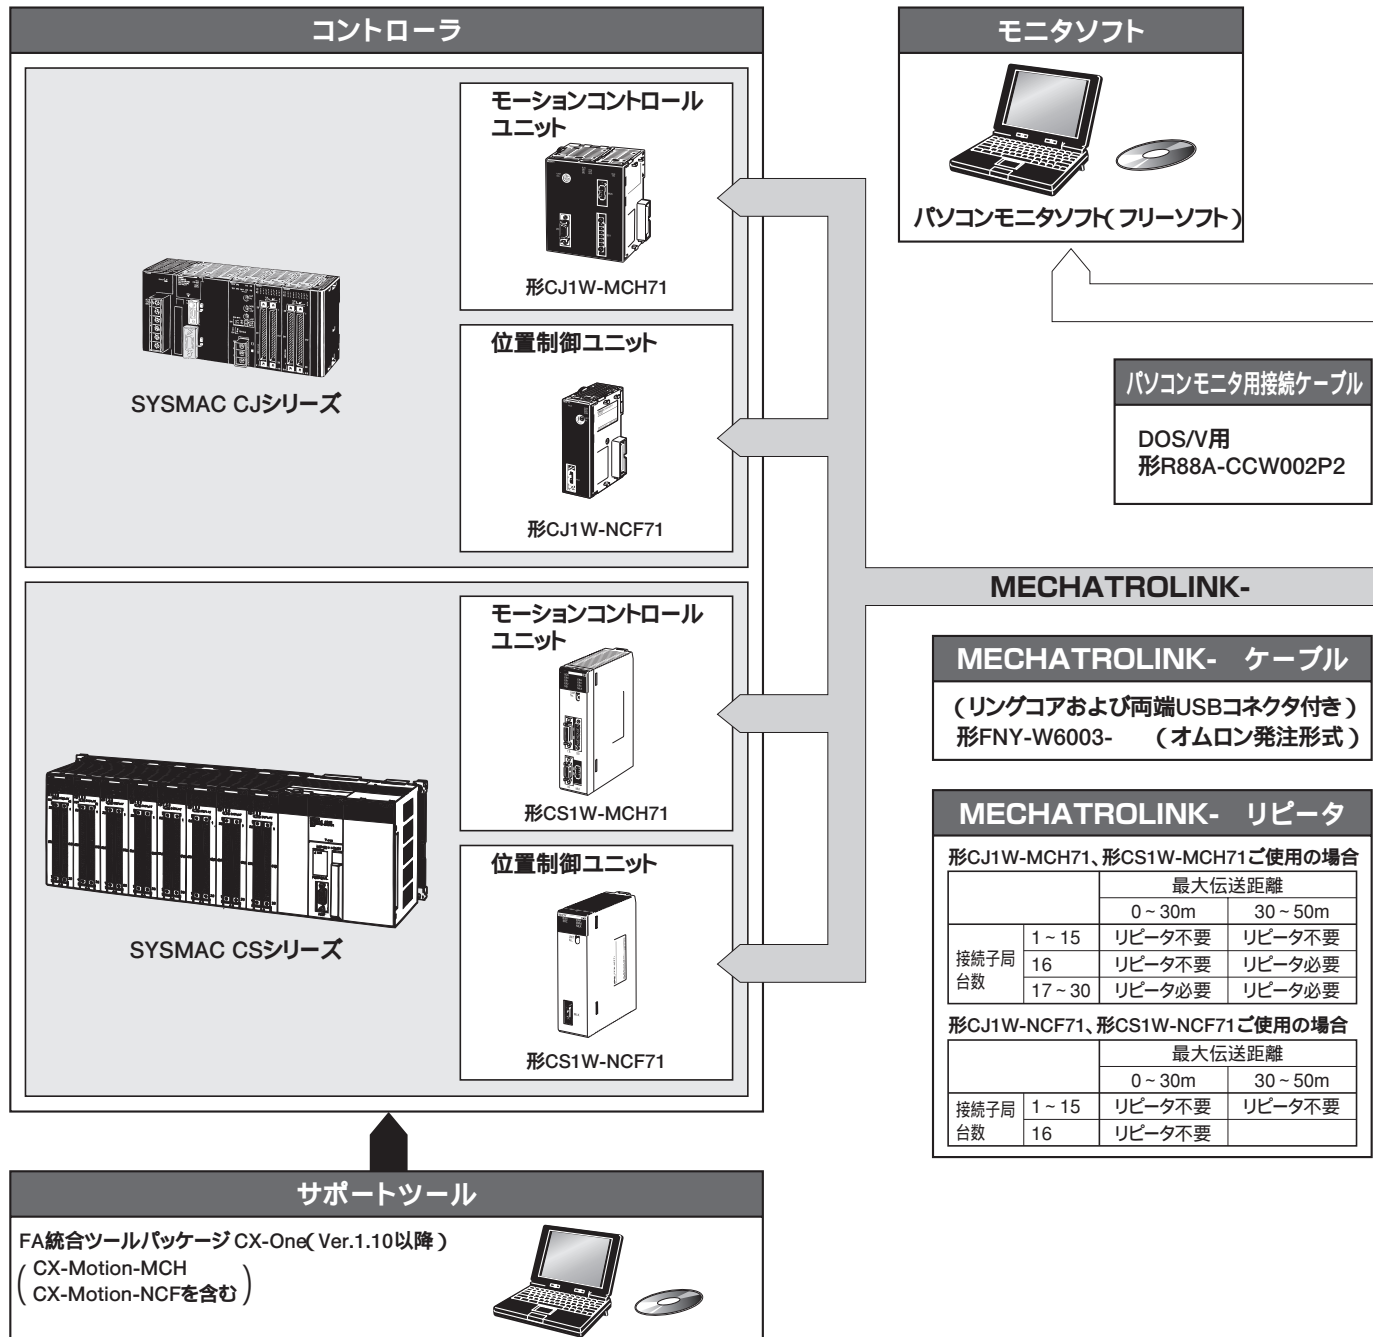 コントローラ
モーションコントロール
ユニット
形CJ1W-MCH71
位置制御ユニット
形CJ1W-NCF71
SYSMAC CJシリーズ
モーションコントロール
ユニット
形CS1W-MCH71
位置制御ユニット
形CS1W-NCF71
SYSMAC CSシリーズ
サポートツール
FA統合ツールパッケージ CX-One(Ver.1.10以降)
(CX-Motion-MCH
CX-Motion-NCFを含む)
モニタソフト
パソコンモニタソフト(フリーソフト)
パソコンモニタ用接続ケーブル
DOS/V用
形R88A-CCW002P2
MECHATROLINK-
MECHATROLINK- ケーブル
(リングコアおよび両端USBコネクタ付き)
形FNY-W6003- (オムロン発注形式)
MECHATROLINK- リピータ
形CJ1W-MCH71、形CS1W-MCH71ご使用の場合
最大伝送距離
0~30m 30~50m
接続子局台数
1~15 リピータ不要 リピータ不要
16 リピータ不要 リピータ必要
17~30 リピータ必要 リピータ必要
形CJ1W-NCF71、形CS1W-NCF71ご使用の場合
最大伝送距離
0~30m 30~50m
接続子局台数
1~15 リピータ不要 リピータ不要
16 リピータ不要